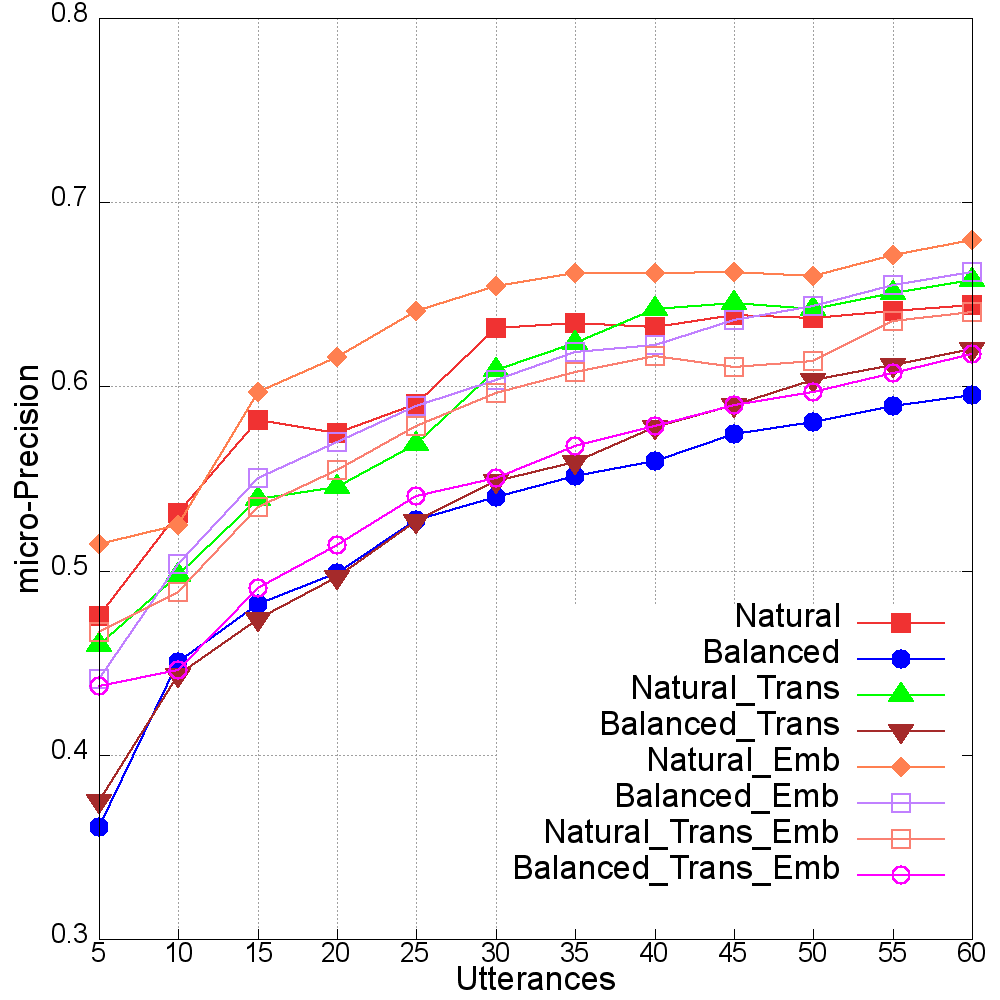 0.8
0.7
0.6
0.5
0.4
0.3
micro-Precision
Natural
Balanced
Natural_Trans
Balanced_Trans
Natural_Emb
Balanced_Emb
Natural_Trans_Emb
Balanced_Trans_Emb
5 10 15 20 25 30 35 40 45 50 55 60
Utterances